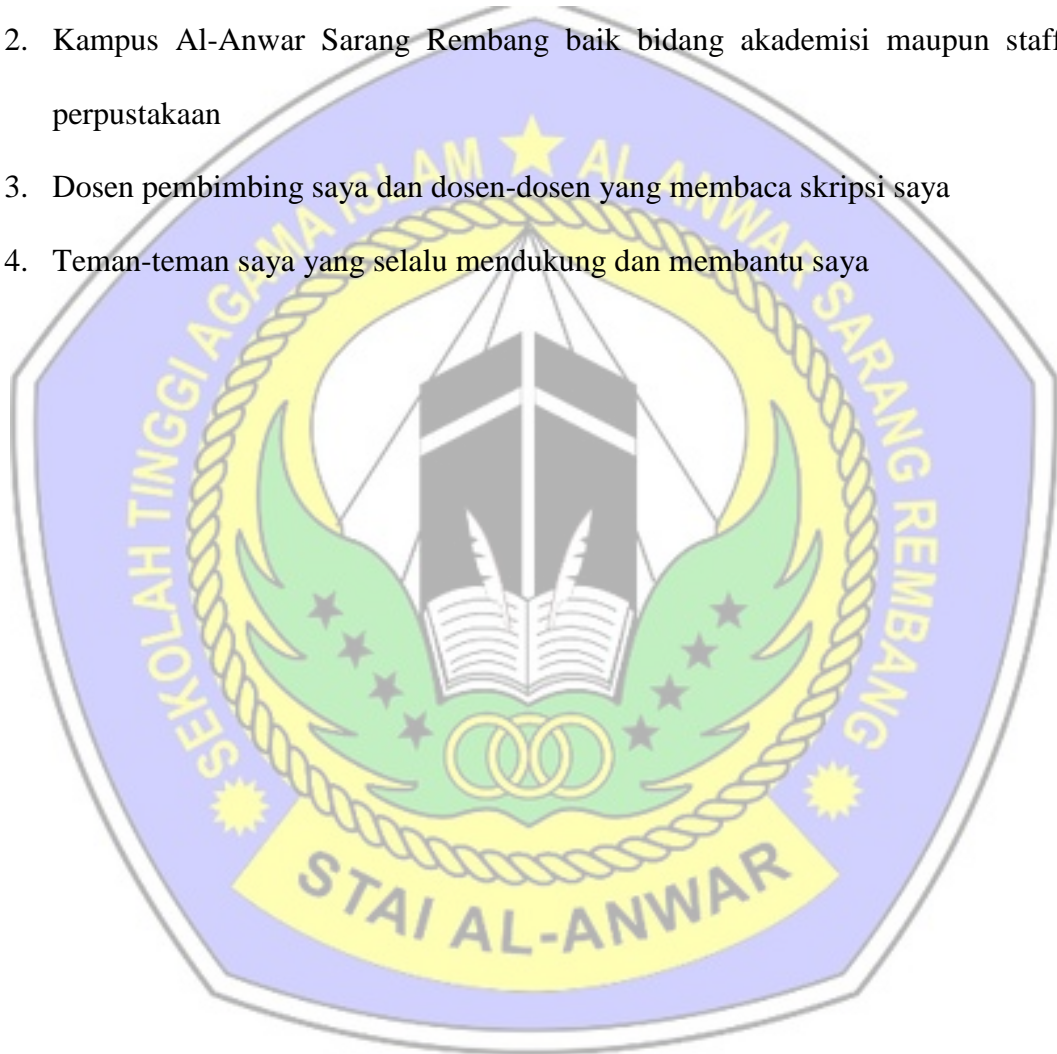 2. Kampus Al-Anwar Sarang Rembang baik bidang akademisi maupun staff
perpustakaan
3. Dosen pembimbing saya dan dosen-dosen yang membaca skripsi saya
4. Teman-teman saya yang selalu mendukung dan membantu saya
SEKOLAH TINGGI AGAMA ISLAM AL ANWAR SARANG REMBANG
STAI AL-ANWAR